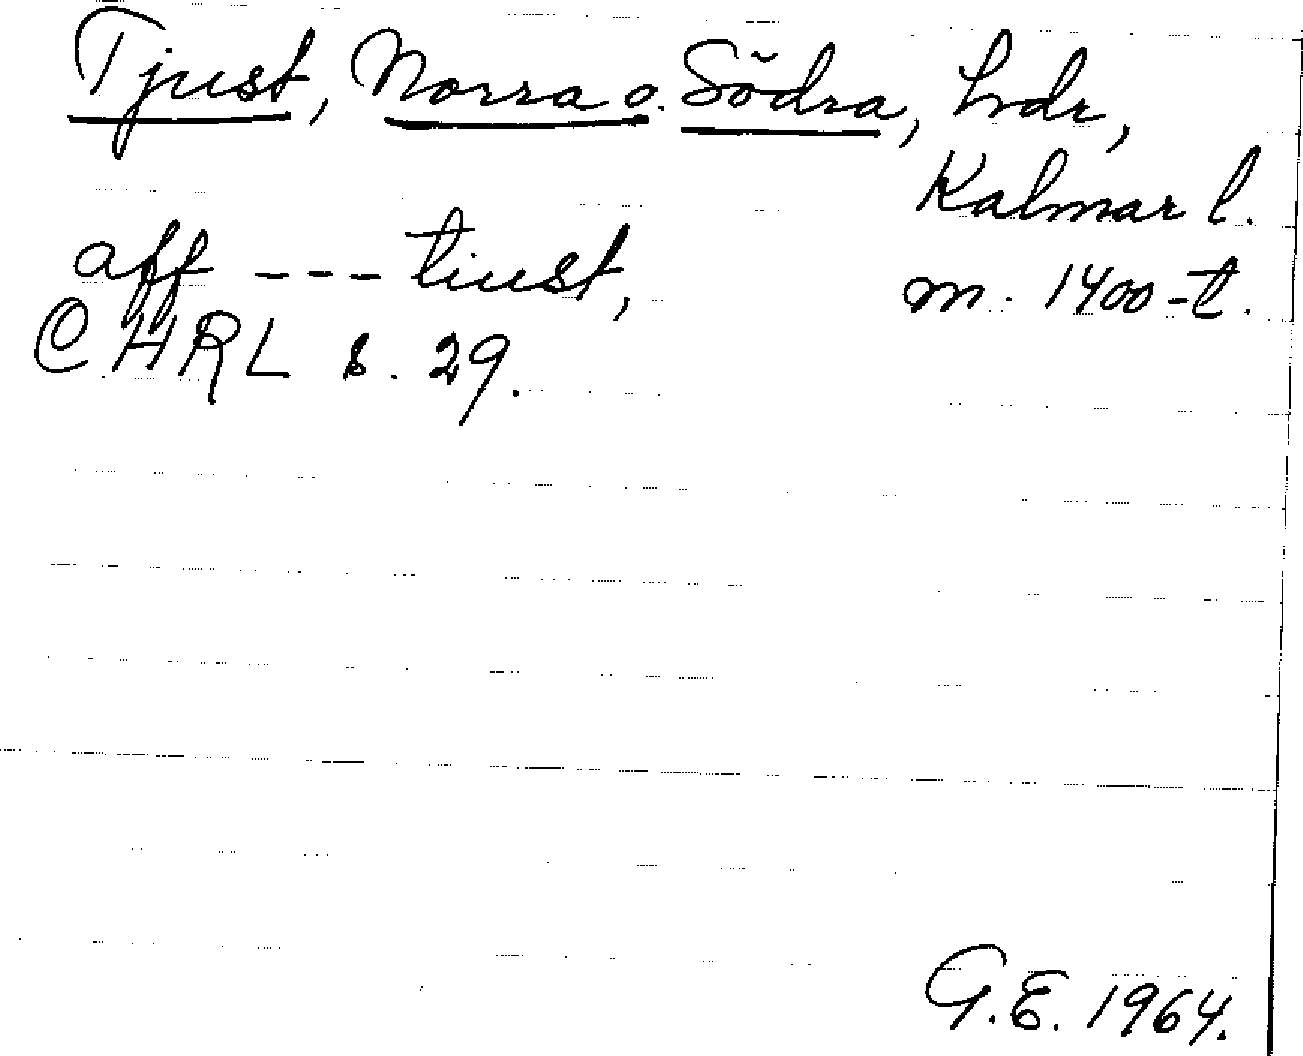 Tjust, Norra o. Södra, hdr,
Kalmar l.
aff --- tiust,
m. 1400-t.
CHRL s. 29.
G.E. 1964.